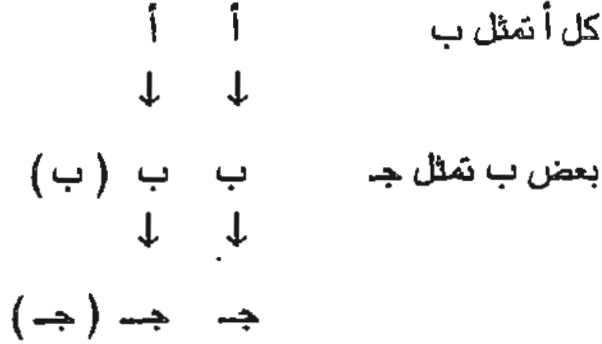 كل أ تمثل ب أ أ
↓ ↓
بعض ب تمثل جـ ب ب (ب)
↓ ↓
جـ جـ (جـ)